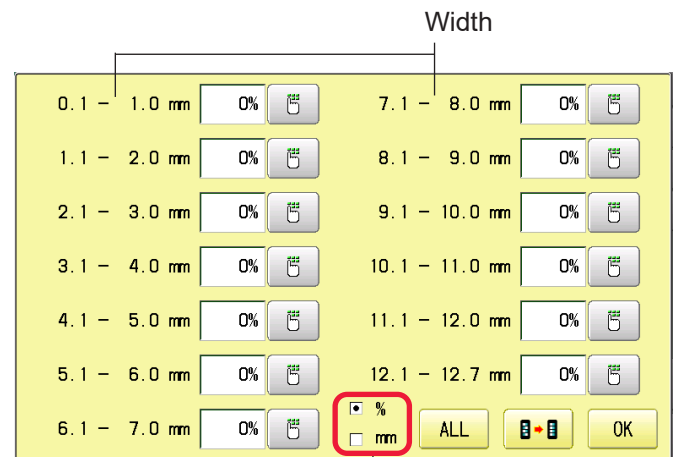 Width
0.1 - 1.0 mm 0% 7.1 - 8.0 mm 0%
1.1 - 2.0 mm 0% 8.1 - 9.0 mm 0%
2.1 - 3.0 mm 0% 9.1 - 10.0 mm 0%
3.1 - 4.0 mm 0% 10.1 - 11.0 mm 0%
4.1 - 5.0 mm 0% 11.1 - 12.0 mm 0%
5.1 - 6.0 mm 0% 12.1 - 12.7 mm 0%
%
6.1 - 7.0 mm 0% mm ALL OK